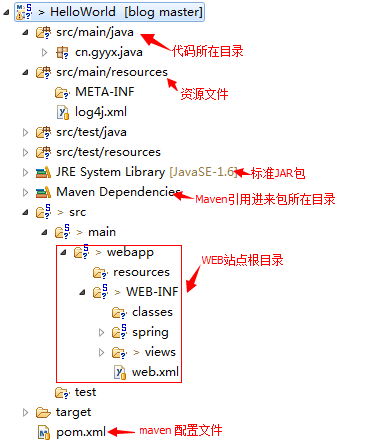 > HelloWorld [blog master]
src/main/java
代码所在目录
cn.gyyx.java
src/main/resources
资源文件
META-INF
log4j.xml
src/test/java
src/test/resources
JRE System Library [JavaSE-1.6] 标准JAR包
Maven Dependencies Maven引用进来包所在目录
> src
> main
> webapp
WEB站点根目录
resources
> WEB-INF
classes
spring
> views
web.xml
test
target
pom.xml maven 配置文件